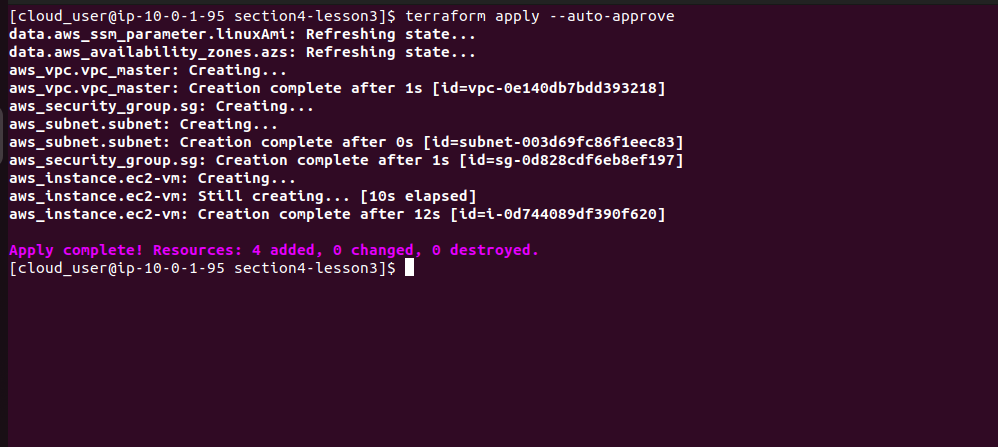 [cloud_user@ip-10-0-1-95 section4-lesson3]$ terraform apply --auto-approve
data.aws_ssm_parameter.linuxAmi: Refreshing state...
data.aws_availability_zones.azs: Refreshing state...
aws_vpc.vpc_master: Creating...
aws_vpc.vpc_master: Creation complete after 1s [id=vpc-0e140db7bdd393218]
aws_security_group.sg: Creating...
aws_subnet.subnet: Creating...
aws_subnet.subnet: Creation complete after 0s [id=subnet-003d69fc86f1eec83]
aws_security_group.sg: Creation complete after 1s [id=sg-0d828cdf6eb8ef197]
aws_instance.ec2-vm: Creating...
aws_instance.ec2-vm: Still creating... [10s elapsed]
aws_instance.ec2-vm: Creation complete after 12s [id=i-0d744089df390f620]
Apply complete! Resources: 4 added, 0 changed, 0 destroyed.
[cloud_user@ip-10-0-1-95 section4-lesson3]$